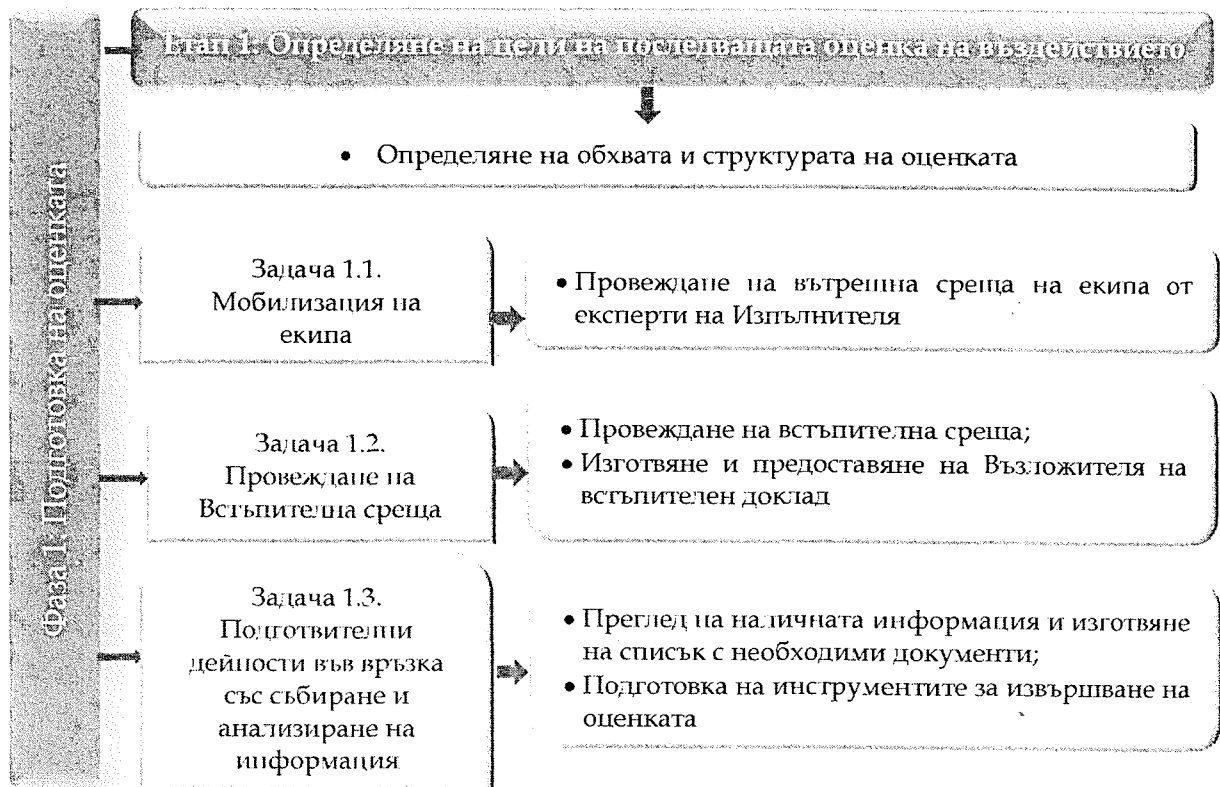 Фаза 1: Подготовка на оценката
Етап 1: Определяне на цели на последващата оценка на въздействието
• Определяне на обхвата и структурата на оценката
Задача 1.1.
Мобилизация на
екипа
• Провеждане на вътрешна среща на екипа от
експерти на Изпълнителя
Задача 1.2.
Провеждане на
Встъпителна среща
• Провеждане на встъпителна среща;
• Изготвяне и предоставяне на Възложителя на
встъпителен доклад
Задача 1.3.
Подготвителни
дейности във връзка
със събиране и
анализиране на
информация
• Преглед на наличната информация и изготвяне
на списък с необходими документи;
• Подготовка на инструментите за извършване на
оценката